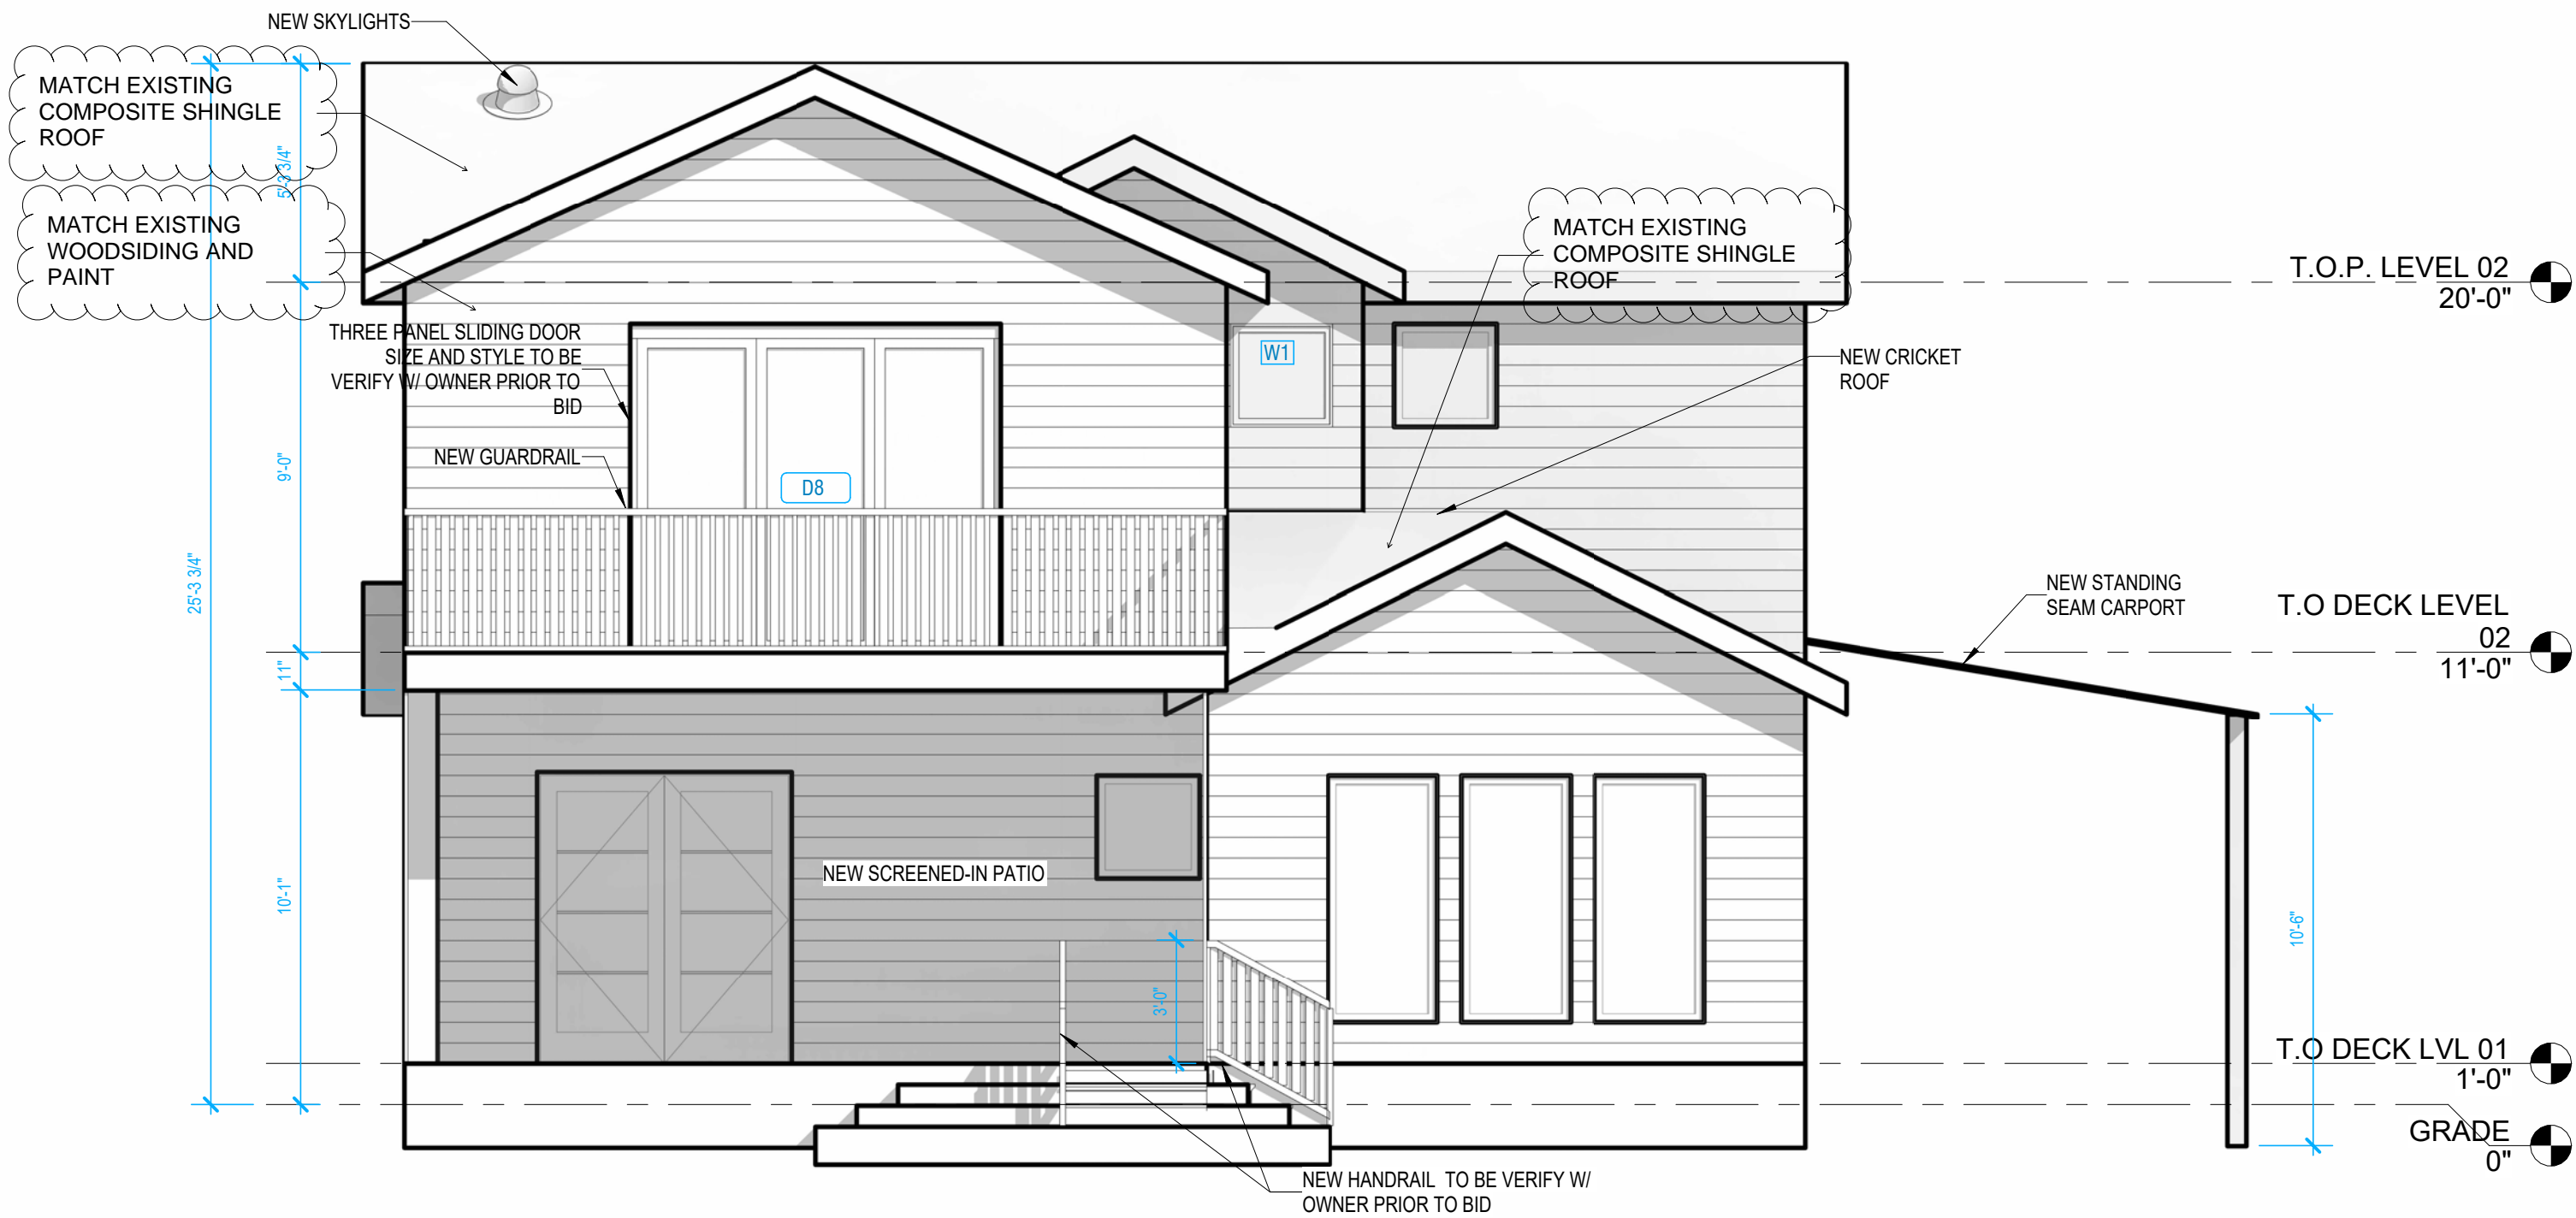 NEW SKYLIGHTS
MATCH EXISTING
COMPOSITE SHINGLE
ROOF
5'-3 3/4"
MATCH EXISTING
WOODSIDING AND
PAINT
MATCH EXISTING
COMPOSITE SHINGLE
ROOF
T.O.P. LEVEL 02
20'-0"
THREE PANEL SLIDING DOOR
SIZE AND STYLE TO BE
VERIFY W/ OWNER PRIOR TO
BID
W1
NEW CRICKET
ROOF
NEW GUARDRAIL
9'-0"
D8
25'-3 3/4"
NEW STANDING
SEAM CARPORT
T.O DECK LEVEL
02
11'-0"
11"
NEW SCREENED-IN PATIO
10'-1"
10'-6"
3'-0"
T.O DECK LVL 01
1'-0"
GRADE
0"
NEW HANDRAIL  TO BE VERIFY W/
OWNER PRIOR TO BID